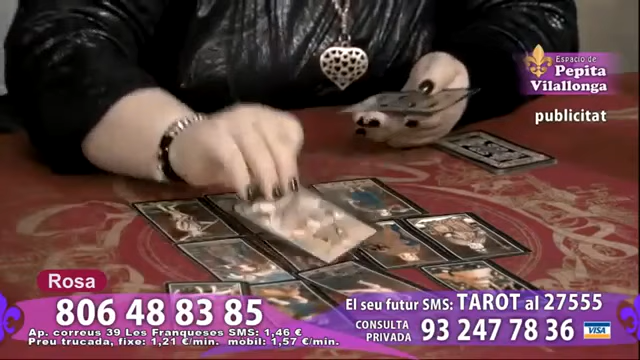 Espacio de
Pepita
Vilallonga
publicitat
Rosa
806 48 83 85
Ap. correus 39 Les Franqueses SMS: 1,46 €
Preu trucada, fixe: 1,21 €/min. mobil: 1,57 €/min.
El seu futur SMS: TAROT al 27555
CONSULTA
PRIVADA
93 247 78 36
VISA